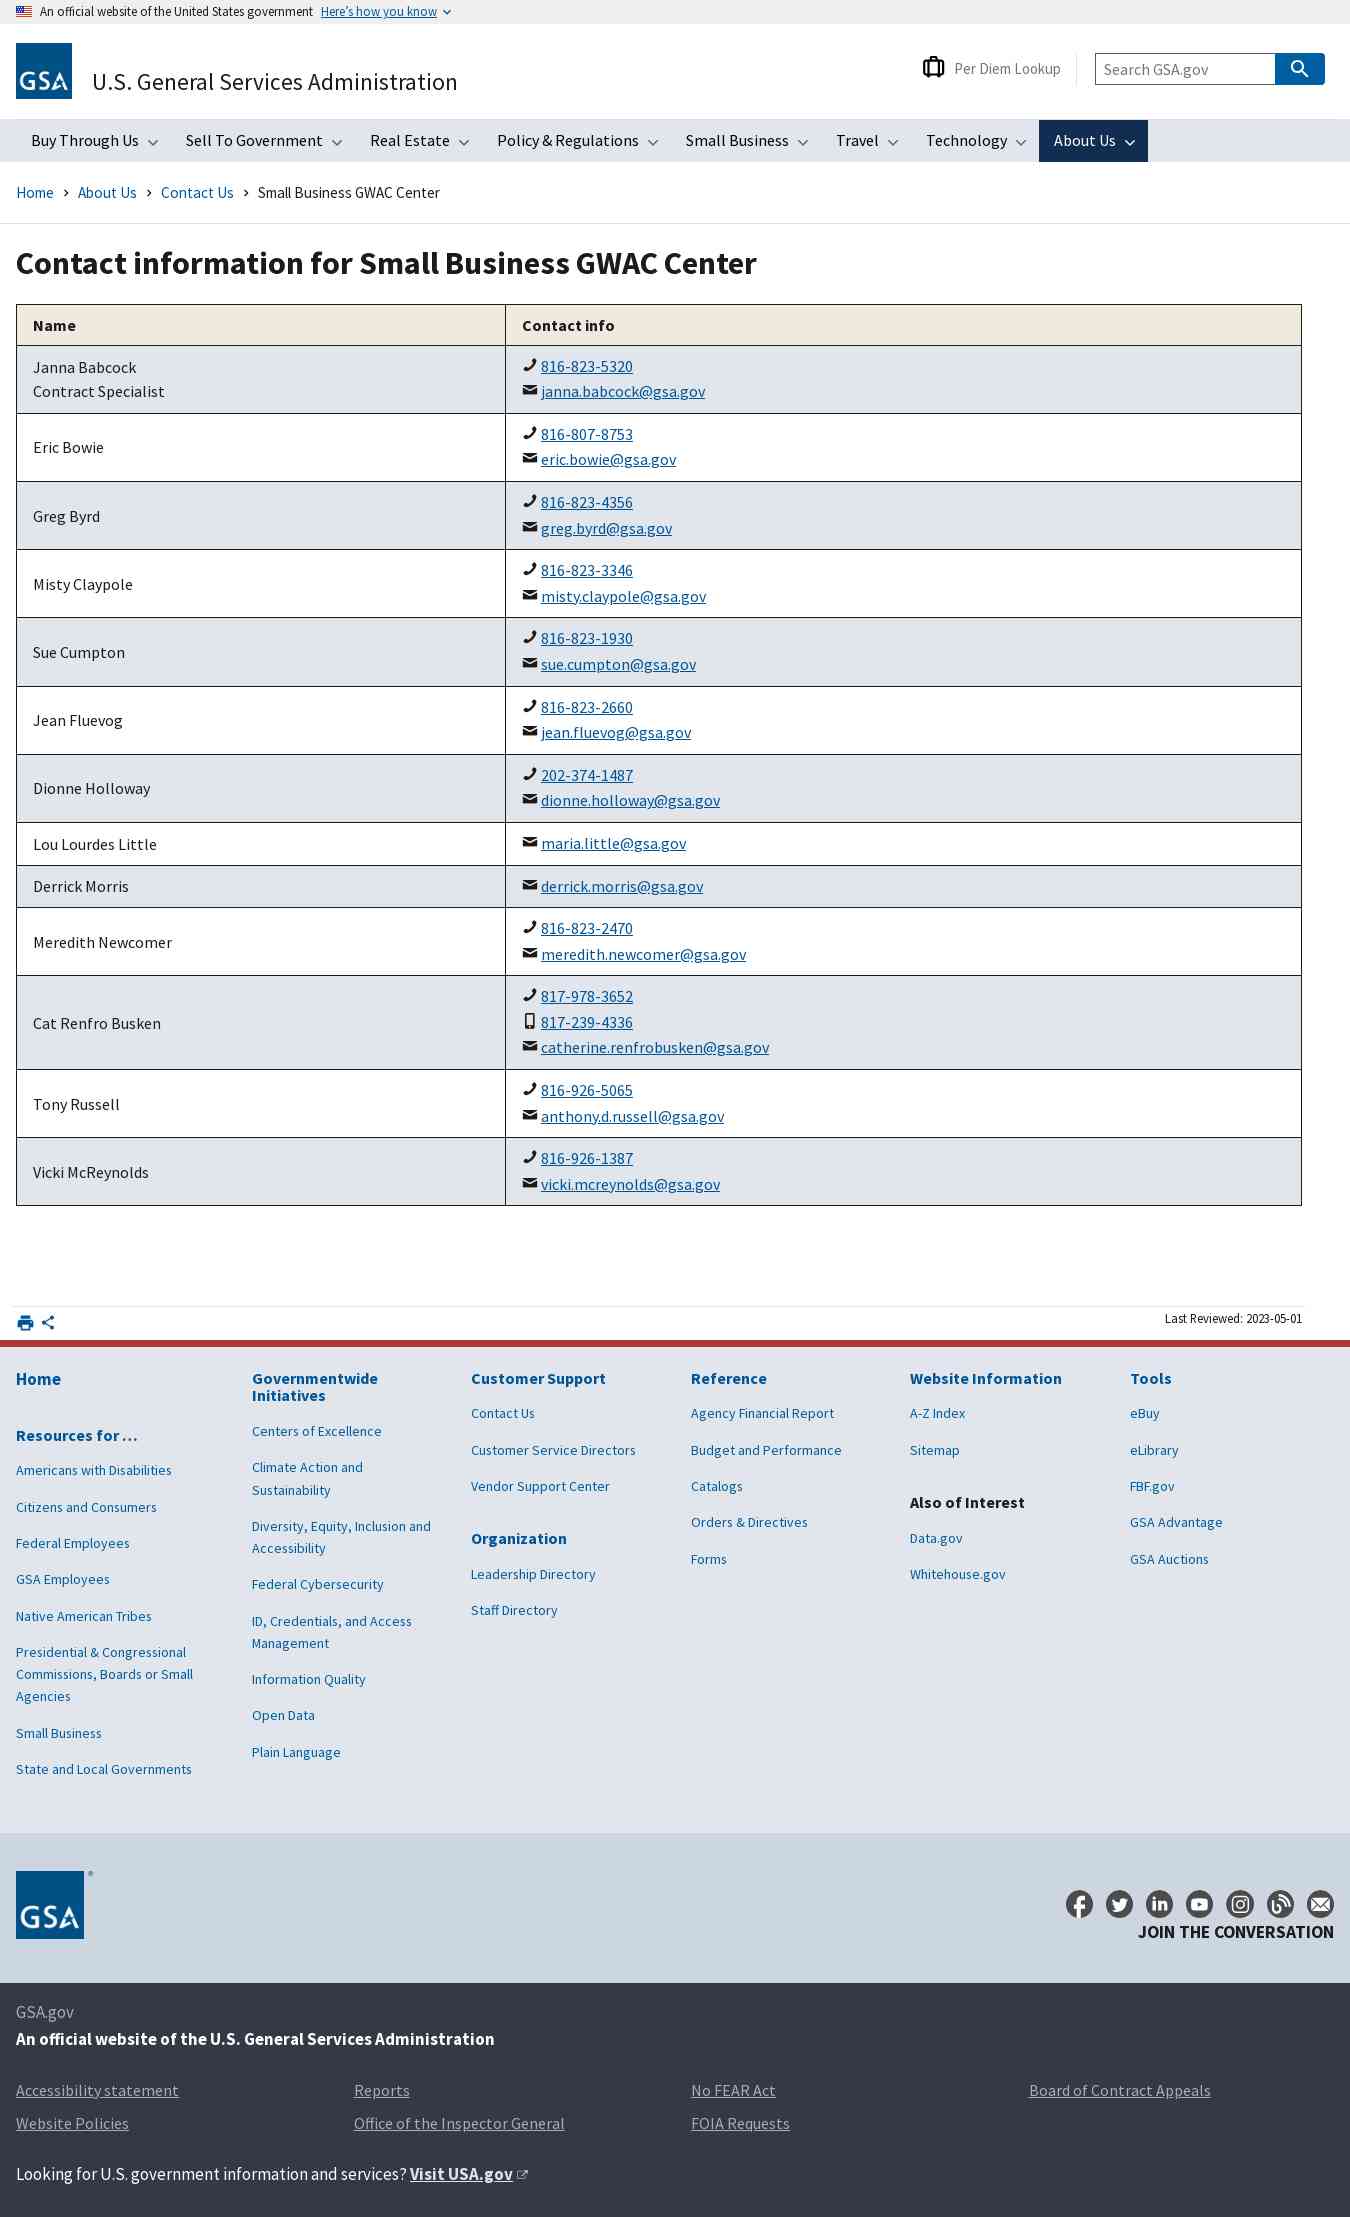 An official website of the United States government Here's how you know
GSA
U.S. General Services Administration
Per Diem Lookup
Search GSA.gov
Buy Through Us Sell To Government Real Estate Policy & Regulations Small Business Travel Technology About Us
Home About Us Contact Us Small Business GWAC Center
Contact information for Small Business GWAC Center
Name Contact info
Janna Babcock
Contract Specialist
816-823-5320
janna.babcock@gsa.gov
Eric Bowie
816-807-8753
eric.bowie@gsa.gov
Greg Byrd
816-823-4356
greg.byrd@gsa.gov
Misty Claypole
816-823-3346
misty.claypole@gsa.gov
Sue Cumpton
816-823-1930
sue.cumpton@gsa.gov
Jean Fluevog
816-823-2660
jean.fluevog@gsa.gov
Dionne Holloway
202-374-1487
dionne.holloway@gsa.gov
Lou Lourdes Little
maria.little@gsa.gov
Derrick Morris
derrick.morris@gsa.gov
Meredith Newcomer
816-823-2470
meredith.newcomer@gsa.gov
Cat Renfro Busken
817-978-3652
817-239-4336
catherine.renfrobusken@gsa.gov
Tony Russell
816-926-5065
anthony.d.russell@gsa.gov
Vicki McReynolds
816-926-1387
vicki.mcreynolds@gsa.gov
Last Reviewed: 2023-05-01
Home
Resources for …
Americans with Disabilities
Citizens and Consumers
Federal Employees
GSA Employees
Native American Tribes
Presidential & Congressional
Commissions, Boards or Small
Agencies
Small Business
State and Local Governments
Governmentwide
Initiatives
Centers of Excellence
Climate Action and
Sustainability
Diversity, Equity, Inclusion and
Accessibility
Federal Cybersecurity
ID, Credentials, and Access
Management
Information Quality
Open Data
Plain Language
Customer Support
Contact Us
Customer Service Directors
Vendor Support Center
Organization
Leadership Directory
Staff Directory
Reference
Agency Financial Report
Budget and Performance
Catalogs
Orders & Directives
Forms
Website Information
A-Z Index
Sitemap
Also of Interest
Data.gov
Whitehouse.gov
Tools
eBuy
eLibrary
FBF.gov
GSA Advantage
GSA Auctions
GSA ®
JOIN THE CONVERSATION
GSA.gov
An official website of the U.S. General Services Administration
Accessibility statement Reports No FEAR Act Board of Contract Appeals
Website Policies Office of the Inspector General FOIA Requests
Looking for U.S. government information and services? Visit USA.gov